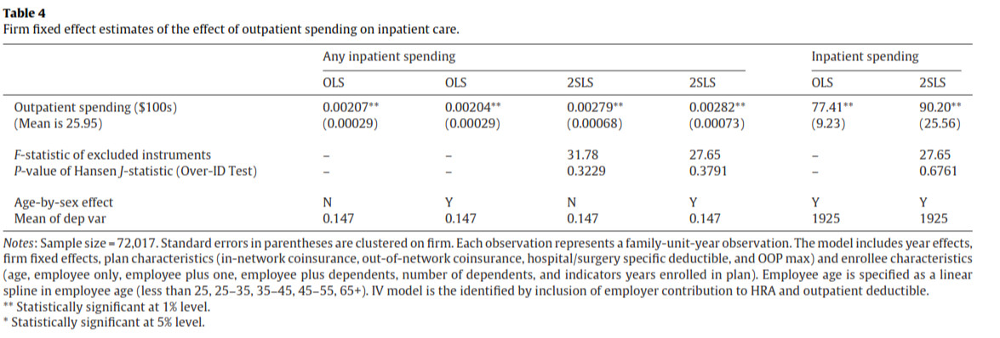 Table 4
Firm fixed effect estimates of the effect of outpatient spending on inpatient care.
Any inpatient spending Inpatient spending
OLS OLS 2SLS 2SLS OLS 2SLS
Outpatient spending ($100s) 0.00207** 0.00204** 0.00279** 0.00282** 77.41** 90.20**
(Mean is 25.95) (0.00029) (0.00029) (0.00068) (0.00073) (9.23) (25.56)
F-statistic of excluded instruments – – 31.78 27.65 – 27.65
P-value of Hansen J-statistic (Over-ID Test) – – 0.3229 0.3791 – 0.6761
Age-by-sex effect N Y N Y Y Y
Mean of dep var 0.147 0.147 0.147 0.147 1925 1925
Notes: Sample size = 72,017. Standard errors in parentheses are clustered on firm. Each observation represents a family-unit-year observation. The model includes year effects,
firm fixed effects, plan characteristics (in-network coinsurance, out-of-network coinsurance, hospital/surgery specific deductible, and OOP max) and enrollee characteristics
(age, employee only, employee plus one, employee plus dependents, number of dependents, and indicators years enrolled in plan). Employee age is specified as a linear
spline in employee age (less than 25, 25–35, 35–45, 45–55, 65+). IV model is the identified by inclusion of employer contribution to HRA and outpatient deductible.
** Statistically significant at 1% level.
* Statistically significant at 5% level.